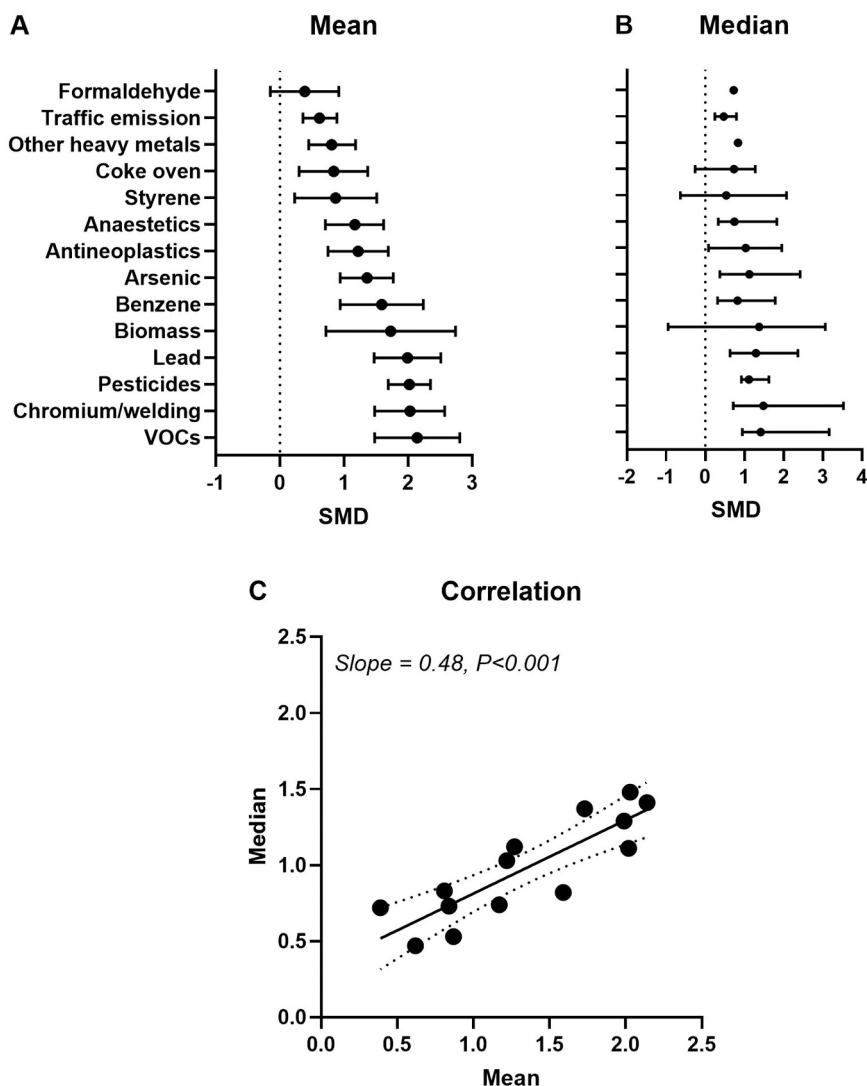 A Mean
B Median
Formaldehyde
Traffic emission
Other heavy metals
Coke oven
Styrene
Anaestetics
Antineoplastics
Arsenic
Benzene
Biomass
Lead
Pesticides
Chromium/welding
VOCs
-1 0 1 2 3
SMD
-2 -1 0 1 2 3 4
SMD
C Correlation
Slope = 0.48, P<0.001
2.5
2.0
1.5
1.0
0.5
0.0
Median
0.0 0.5 1.0 1.5 2.0 2.5
Mean